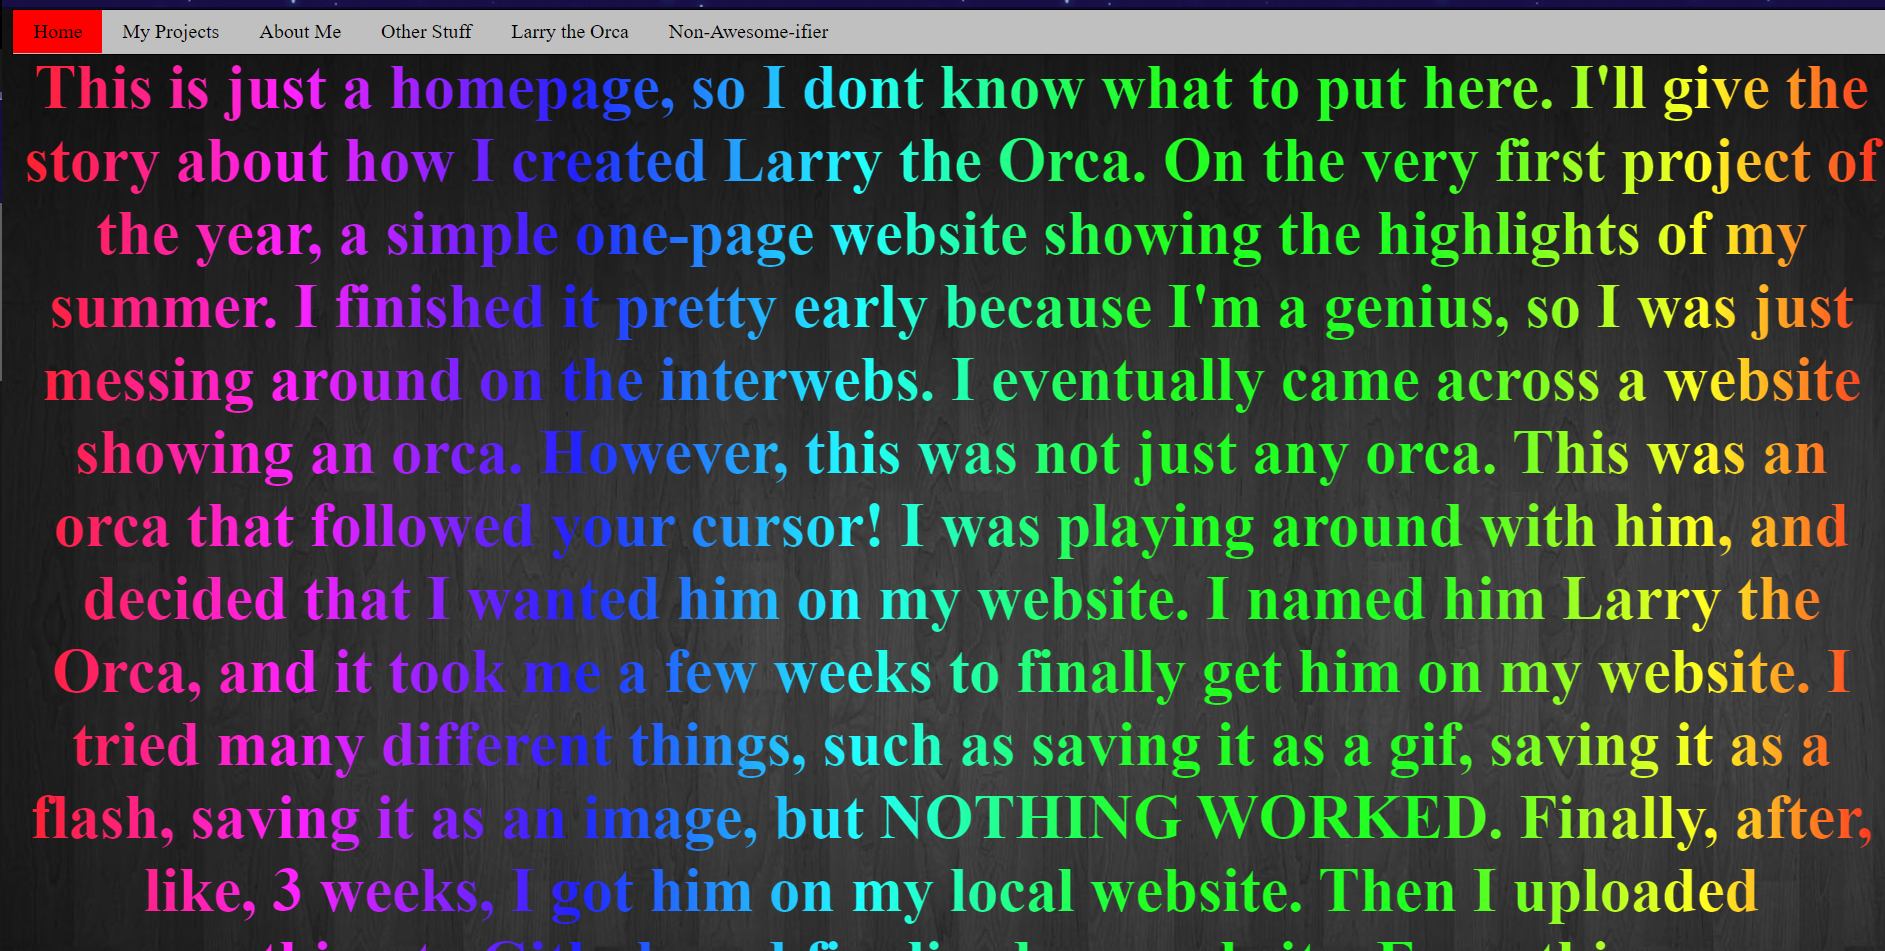 Home My Projects About Me Other Stuff Larry the Orca Non-Awesome-ifier
This is just a homepage, so I dont know what to put here. I'll give the
story about how I created Larry the Orca. On the very first project of
the year, a simple one-page website showing the highlights of my
summer. I finished it pretty early because I'm a genius, so I was just
messing around on the interwebs. I eventually came across a website
showing an orca. However, this was not just any orca. This was an
orca that followed your cursor! I was playing around with him, and
decided that I wanted him on my website. I named him Larry the
Orca, and it took me a few weeks to finally get him on my website. I
tried many different things, such as saving it as a gif, saving it as a
flash, saving it as an image, but NOTHING WORKED. Finally, after,
like, 3 weeks, I got him on my local website. Then I uploaded